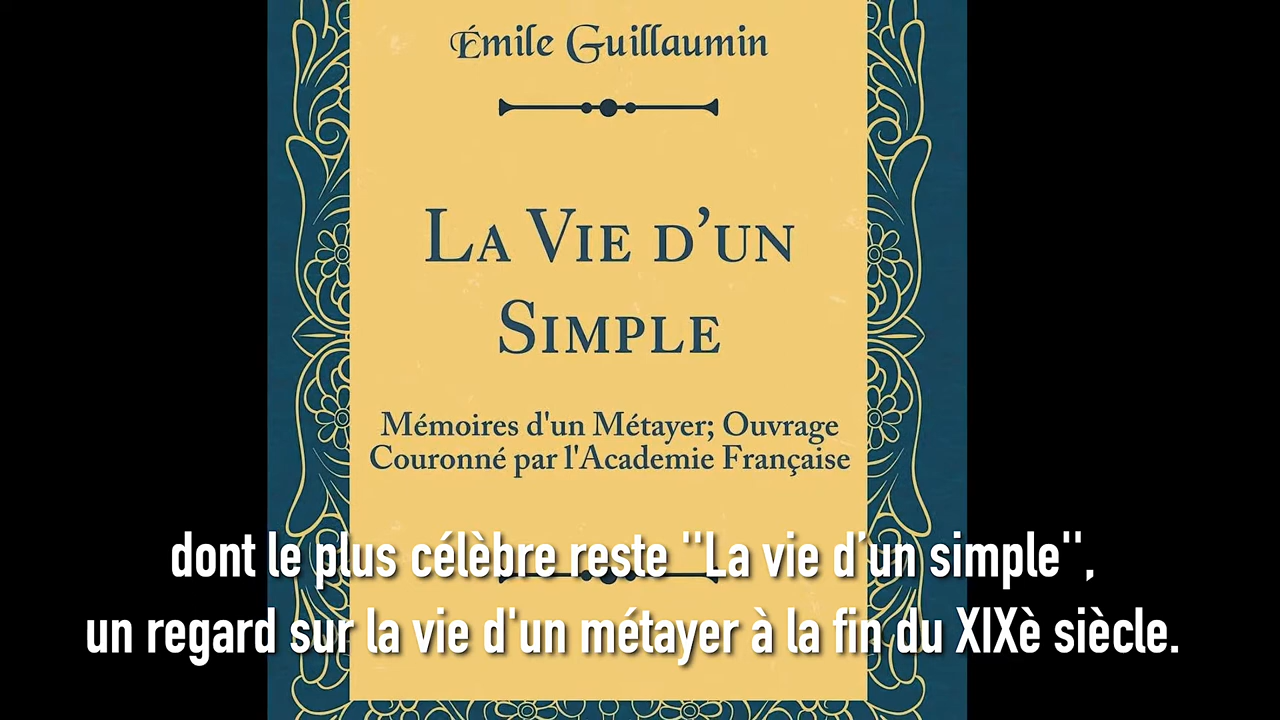 Émile Guillaumin
La Vie d’un
Simple
Mémoires d'un Métayer; Ouvrage
Couronné par l'Academie Française
dont le plus célèbre reste "La vie d’un simple",
un regard sur la vie d'un métayer à la fin du XIXè siècle.